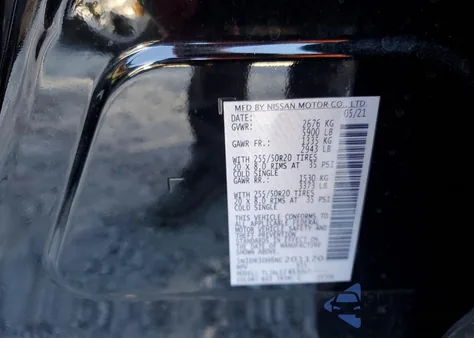 MFD BY NISSAN MOTOR CO., LTD.
DATE: 05/21
GVWR: 2676 KG
5900 LB
GAWR FR.: 1335 KG
2943 LB
WITH 255/50R20 TIRES
20 x 8.0 RIMS AT 35 PSI
COLD SINGLE
GAWR RR.: 1530 KG
3373 LB
WITH 255/50R20 TIRES
20 x 8.0 RIMS AT 35 PSI
COLD SINGLE
THIS VEHICLE CONFORMS TO
ALL APPLICABLE FEDERAL
MOTOR VEHICLE SAFETY AND
THEFT PREVENTION
STANDARDS IN EFFECT ON
THE DATE OF MANUFACTURE
SHOWN ABOVE.
MPV
MODEL:
COLOR: TRIM: